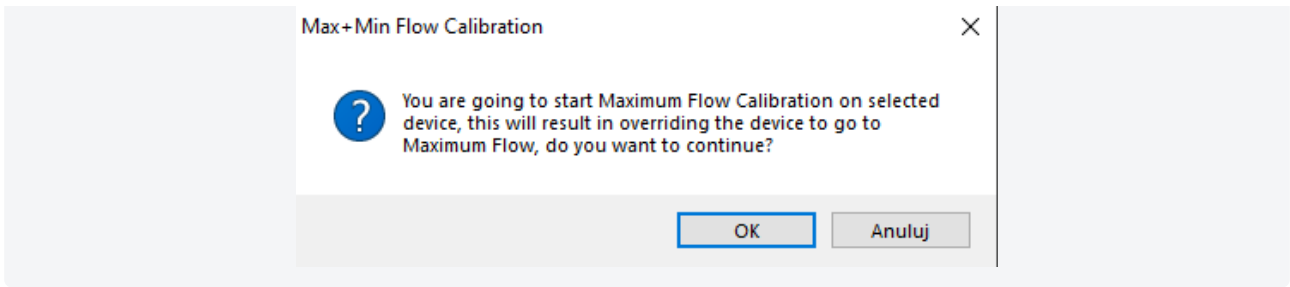 Max+Min Flow Calibration
You are going to start Maximum Flow Calibration on selected
device, this will result in overriding the device to go to
Maximum Flow, do you want to continue?
OK
Anuluj